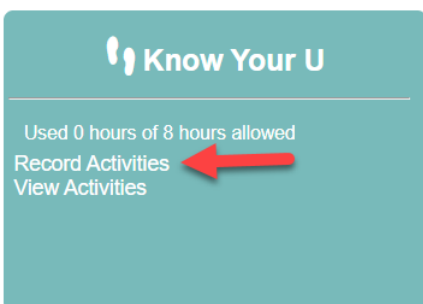 Know Your U
Used 0 hours of 8 hours allowed
Record Activities
View Activities